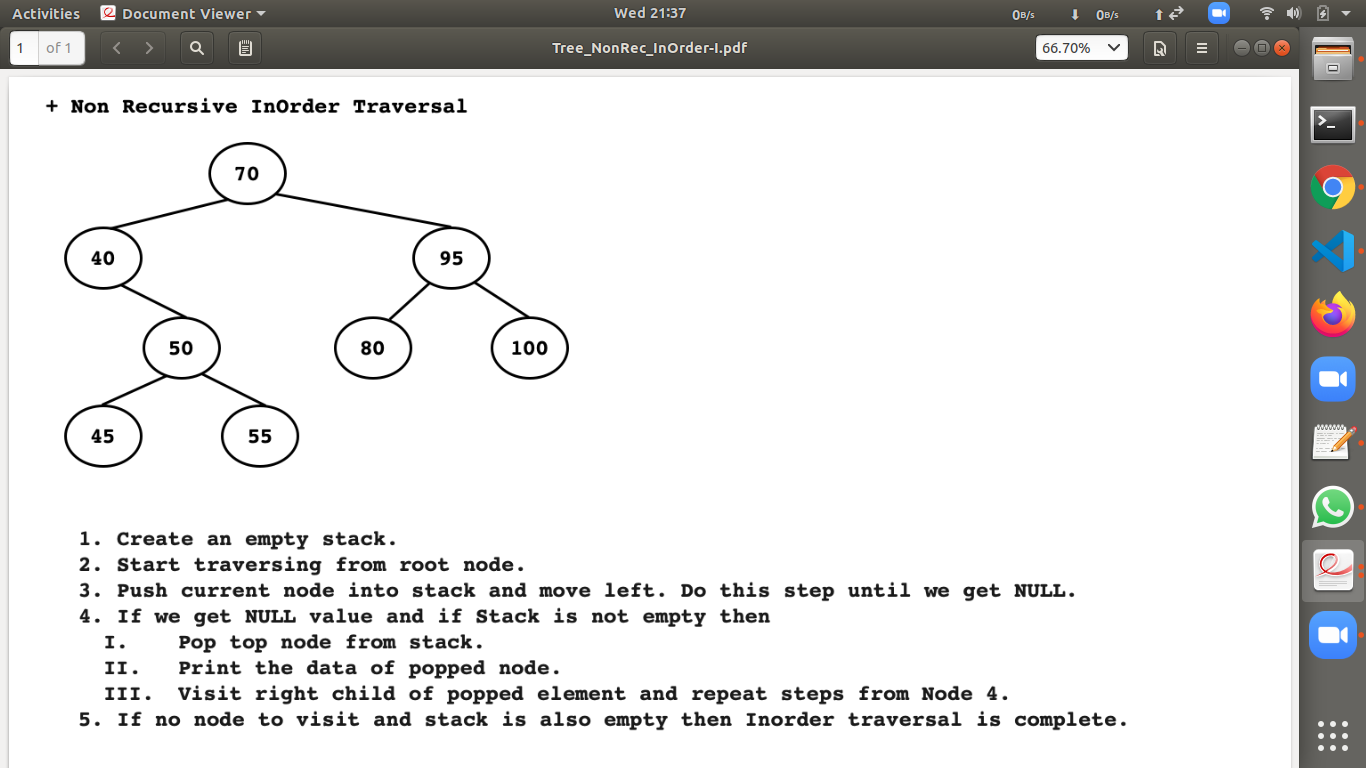 Activities Document Viewer Wed 21:37 0B/s 0B/s
1 of 1 Tree_NonRec_InOrder-I.pdf 66.70%
+ Non Recursive InOrder Traversal
70
40 95
50 80 100
45 55
1. Create an empty stack.
2. Start traversing from root node.
3. Push current node into stack and move left. Do this step until we get NULL.
4. If we get NULL value and if Stack is not empty then
I. Pop top node from stack.
II. Print the data of popped node.
III. Visit right child of popped element and repeat steps from Node 4.
5. If no node to visit and stack is also empty then Inorder traversal is complete.